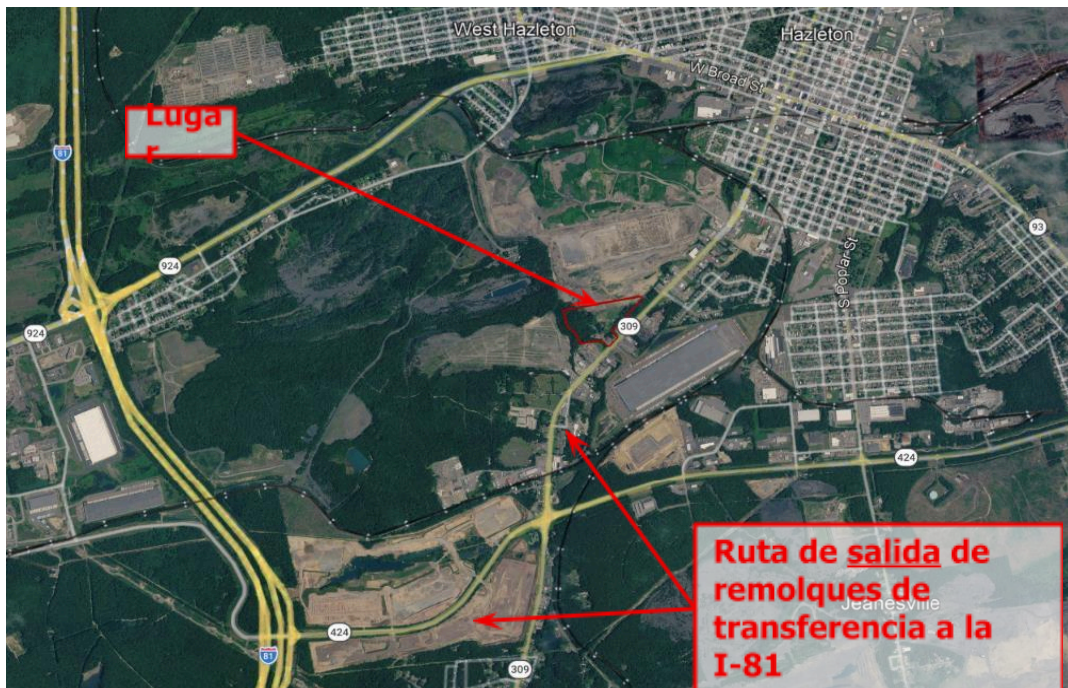 West Hazleton
Hazleton
W Broad St
Luga
r
81
93
924
S Poplar St
309
924
424
Ruta de salida de
remolques de
transferencia a la
I-81
Jeanesville
424
81
309